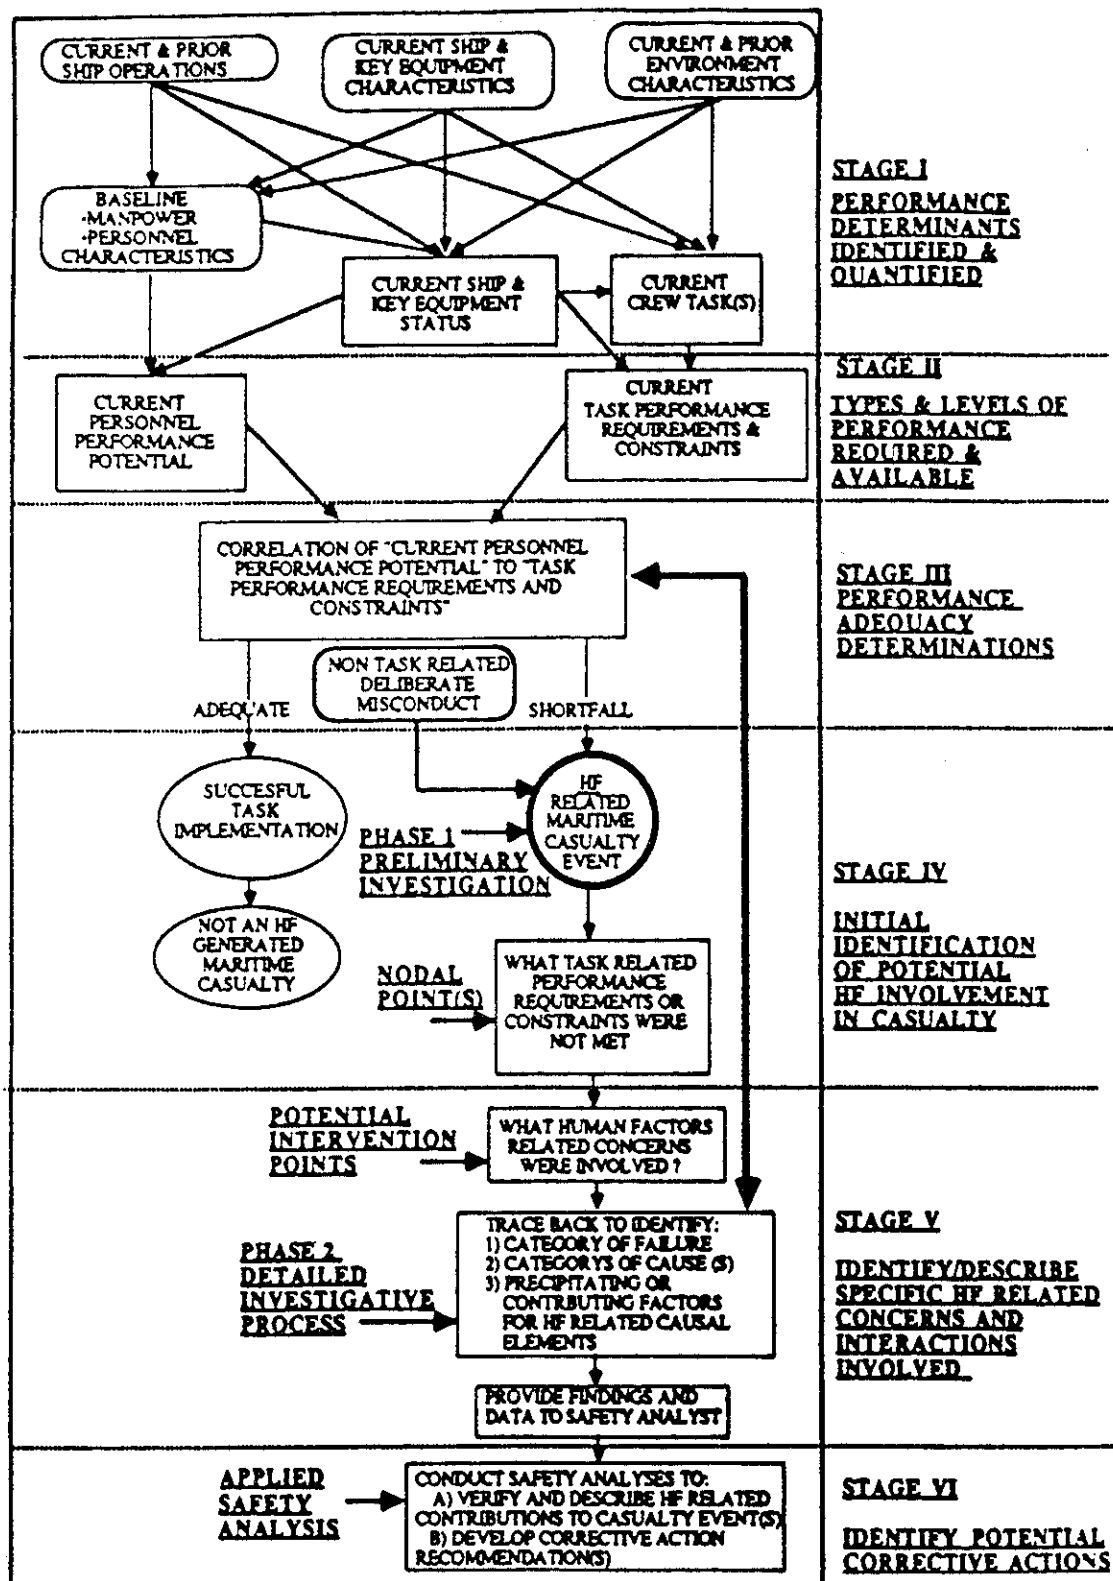 CURRENT & PRIOR
SHIP OPERATIONS
CURRENT SHIP &
KEY EQUIPMENT
CHARACTERISTICS
CURRENT & PRIOR
ENVIRONMENT
CHARACTERISTICS
BASELINE
-MANPOWER
-PERSONNEL
CHARACTERISTICS
CURRENT SHIP &
KEY EQUIPMENT
STATUS
CURRENT
CREW TASK(S)
STAGE I
PERFORMANCE
DETERMINANTS
IDENTIFIED &
QUANTIFIED
CURRENT
PERSONNEL
PERFORMANCE
POTENTIAL
CURRENT
TASK PERFORMANCE
REQUIREMENTS &
CONSTRAINTS
STAGE II
TYPES & LEVELS OF
PERFORMANCE
REQUIRED &
AVAILABLE
CORRELATION OF "CURRENT PERSONNEL
PERFORMANCE POTENTIAL" TO "TASK
PERFORMANCE REQUIREMENTS AND
CONSTRAINTS"
NON TASK RELATED
DELIBERATE
MISCONDUCT
ADEQUATE
SHORTFALL
STAGE III
PERFORMANCE
ADEQUACY
DETERMINATIONS
SUCCESFUL
TASK
IMPLEMENTATION
NOT AN HF
GENERATED
MARITIME
CASUALTY
PHASE 1
PRELIMINARY
INVESTIGATION
HF
RELATED
MARITIME
CASUALTY
EVENT
NODAL
POINT(S)
WHAT TASK RELATED
PERFORMANCE
REQUIREMENTS OR
CONSTRAINTS WERE
NOT MET
STAGE IV
INITIAL
IDENTIFICATION
OF POTENTIAL
HF INVOLVEMENT
IN CASUALTY
POTENTIAL
INTERVENTION
POINTS
WHAT HUMAN FACTORS
RELATED CONCERNS
WERE INVOLVED ?
PHASE 2
DETAILED
INVESTIGATIVE
PROCESS
TRACE BACK TO IDENTIFY:
1) CATEGORY OF FAILURE
2) CATEGORYS OF CAUSE (S)
3) PRECIPITATING OR
CONTRBUTING FACTORS
FOR HF RELATED CAUSAL
ELEMENTS
PROVIDE FINDINGS AND
DATA TO SAFETY ANALYST
STAGE V
IDENTIFY/DESCRIBE
SPECIFIC HF RELATED
CONCERNS AND
INTERACTIONS
INVOLVED
APPLIED
SAFETY
ANALYSIS
CONDUCT SAFETY ANALYSES TO:
A) VERIFY AND DESCRIBE HF RELATED
CONTRIBUTIONS TO CASUALTY EVENT(S)
B) DEVELOP CORRECTIVE ACTION
RECOMMENDATION(S)
STAGE VI
IDENTIFY POTENTIAL
CORRECTIVE ACTIONS